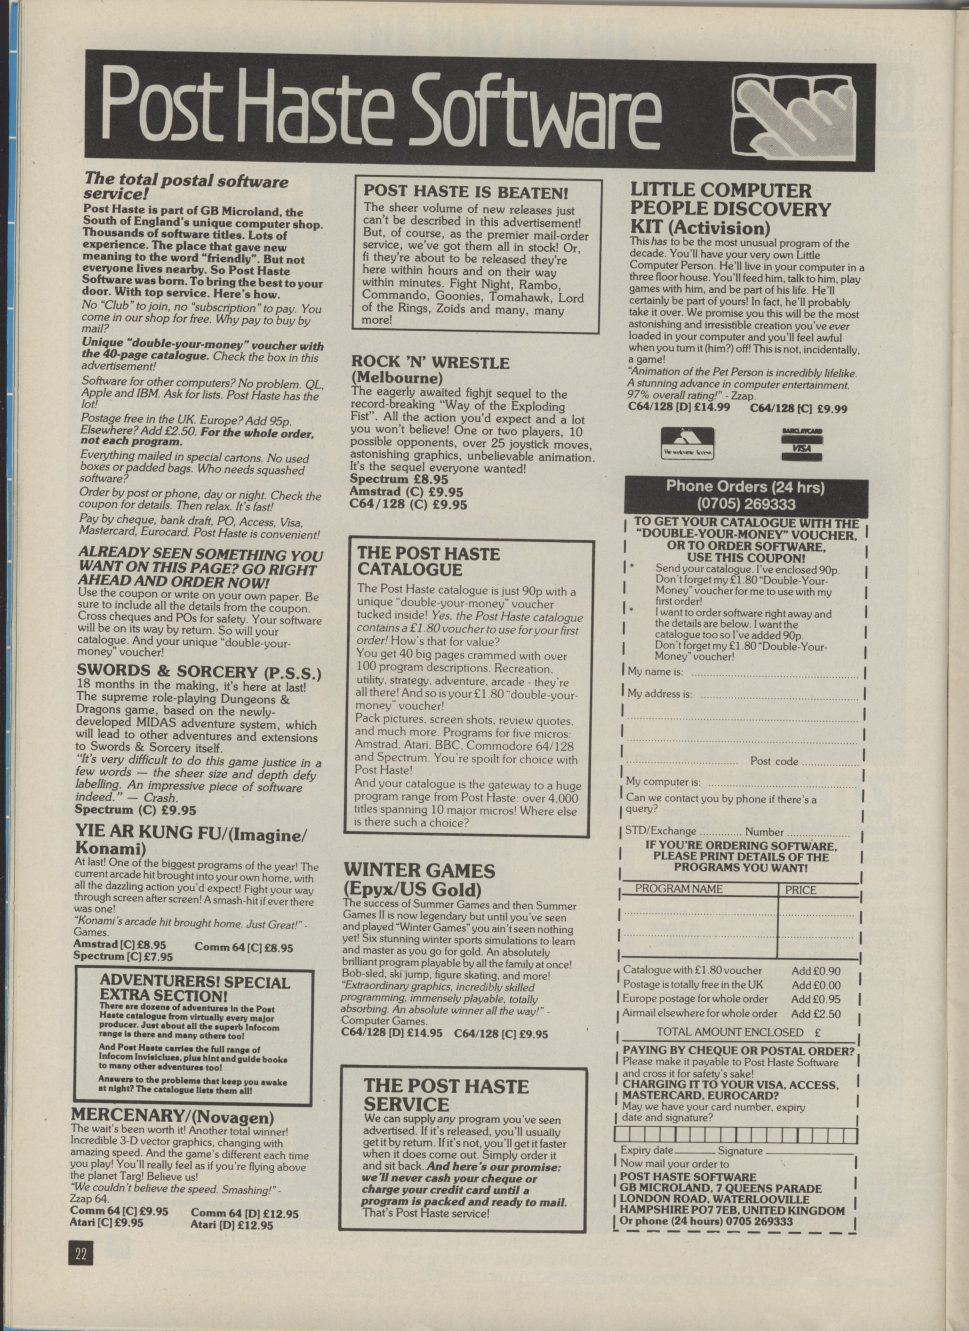 Post Haste Software
The total postal software
service!
Post Haste is part of GB Microland, the
South of England's unique computer shop.
Thousands of software titles. Lots of
experience. The place that gave new
meaning to the word "friendly". But not
everyone lives nearby. So Post Haste
Software was born. To bring the best to your
door. With top service. Here's how.
No "Club" to join, no "subscription" to pay. You
come in our shop for free. Why pay to buy by
mail?
Unique "double-your-money" voucher with
the 40-page catalogue. Check the box in this
advertisement!
Software for other computers? No problem. QL,
Apple and IBM. Ask for lists. Post Haste has the
lot!
Postage free in the UK. Europe? Add 95p.
Elsewhere? Add £2.50. For the whole order,
not each program.
Everything mailed in special cartons. No used
boxes or padded bags. Who needs squashed
software?
Order by post or phone, day or night. Check the
coupon for details. Then relax. It's fast!
Pay by cheque, bank draft, PO, Access, Visa,
Mastercard, Eurocard. Post Haste is convenient!
ALREADY SEEN SOMETHING YOU
WANT ON THIS PAGE? GO RIGHT
AHEAD AND ORDER NOW!
Use the coupon or write on your own paper. Be
sure to include all the details from the coupon.
Cross cheques and POs for safety. Your software
will be on its way by return. So will your
catalogue. And your unique "double-your-
money" voucher!
SWORDS & SORCERY (P.S.S.)
18 months in the making, it's here at last!
The supreme role-playing Dungeons &
Dragons game, based on the newly-
developed MIDAS adventure system, which
will lead to other adventures and extensions
to Swords & Sorcery itself.
"It's very difficult to do this game justice in a
few words — the sheer size and depth defy
labelling. An impressive piece of software
indeed." — Crash.
Spectrum (C) £9.95
YIE AR KUNG FU/(Imagine/
Konami)
At last! One of the biggest programs of the year! The
current arcade hit brought into your own home, with
all the dazzling action you'd expect! Fight your way
through screen after screen! A smash-hit if ever there
was one!
"Konami's arcade hit brought home. Just Great!" -
Games.
Amstrad [C] £8.95 Comm 64 [C] £8.95
Spectrum [C] £7.95
ADVENTURERS! SPECIAL
EXTRA SECTION!
There are dozens of adventures in the Post
Haste catalogue from virtually every major
producer. Just about all the superb Infocom
range is there and many others too!
And Post Haste carries the full range of
Infocom Invisiclues, plus hint and guide books
to many other adventures too!
Answers to the problems that keep you awake
at night? The catalogue lists them all!
MERCENARY/(Novagen)
The wait's been worth it! Another total winner!
Incredible 3-D vector graphics, changing with
amazing speed. And the game's different each time
you play! You'll really feel as if you're flying above
the planet Targ! Believe us!
"We couldn't believe the speed. Smashing!" -
Zzap 64.
Comm 64 [C] £9.95 Comm 64 [D] £12.95
Atari [C] £9.95 Atari [D] £12.95
22
POST HASTE IS BEATEN!
The sheer volume of new releases just
can't be described in this advertisement!
But, of course, as the premier mail-order
service, we've got them all in stock! Or,
fi they're about to be released they're
here within hours and on their way
within minutes. Fight Night, Rambo,
Commando, Goonies, Tomahawk, Lord
of the Rings, Zoids and many, many
more!
ROCK 'N' WRESTLE
(Melbourne)
The eagerly awaited fighjt sequel to the
record-breaking "Way of the Exploding
Fist". All the action you'd expect and a lot
you won't believe! One or two players, 10
possible opponents, over 25 joystick moves,
astonishing graphics, unbelievable animation.
It's the sequel everyone wanted!
Spectrum £8.95
Amstrad (C) £9.95
C64/128 (C) £9.95
THE POST HASTE
CATALOGUE
The Post Haste catalogue is just 90p with a
unique "double-your-money" voucher
tucked inside! Yes, the Post Haste catalogue
contains a £1.80 voucher to use for your first
order! How's that for value?
You get 40 big pages crammed with over
100 program descriptions. Recreation,
utility, strategy, adventure, arcade - they're
all there! And so is your £1.80 "double-your-
money" voucher!
Pack pictures, screen shots, review quotes,
and much more. Programs for five micros:
Amstrad, Atari, BBC, Commodore 64/128
and Spectrum. You're spoilt for choice with
Post Haste!
And your catalogue is the gateway to a huge
program range from Post Haste: over 4,000
titles spanning 10 major micros! Where else
is there such a choice?
WINTER GAMES
(Epyx/US Gold)
The success of Summer Games and then Summer
Games II is now legendary but until you've seen
and played "Winter Games" you ain't seen nothing
yet! Six stunning winter sports simulations to learn
and master as you go for gold. An absolutely
brilliant program playable by all the family at once!
Bob-sled, ski jump, figure skating, and more!
"Extraordinary graphics, incredibly skilled
programming, immensely playable, totally
absorbing. An absolute winner all the way!" -
Computer Games.
C64/128 [D] £14.95 C64/128 [C] £9.95
THE POST HASTE
SERVICE
We can supply any program you've seen
advertised. If it's released, you'll usually
get it by return. If it's not, you'll get it faster
when it does come out. Simply order it
and sit back. And here's our promise:
we'll never cash your cheque or
charge your credit card until a
program is packed and ready to mail.
That's Post Haste service!
LITTLE COMPUTER
PEOPLE DISCOVERY
KIT (Activision)
This has to be the most unusual program of the
decade. You'll have your very own Little
Computer Person. He'll live in your computer in a
three floor house. You'll feed him, talk to him, play
games with him, and be part of his life. He'll
certainly be part of yours! In fact, he'll probably
take it over. We promise you this will be the most
astonishing and irresistible creation you've ever
loaded in your computer and you'll feel awful
when you turn it (him?) off! This is not, incidentally,
a game!
"Animation of the Pet Person is incredibly lifelike.
A stunning advance in computer entertainment.
97% overall rating!" - Zzap.
C64/128 [D] £14.99 C64/128 [C] £9.99
The welcome Access
BARCLAYCARD
VISA
Phone Orders (24 hrs)
(0705) 269333
TO GET YOUR CATALOGUE WITH THE
"DOUBLE-YOUR-MONEY" VOUCHER,
OR TO ORDER SOFTWARE,
USE THIS COUPON!
* Send your catalogue. I've enclosed 90p.
Don't forget my £1.80 "Double-Your-
Money" voucher for me to use with my
first order!
* I want to order software right away and
the details are below. I want the
catalogue too so I've added 90p.
Don't forget my £1.80 "Double-Your-
Money" voucher!
My name is:
My address is:
Post code
My computer is:
Can we contact you by phone if there's a
query?
STD/Exchange Number
IF YOU'RE ORDERING SOFTWARE,
PLEASE PRINT DETAILS OF THE
PROGRAMS YOU WANT!
PROGRAM NAME PRICE
Catalogue with £1.80 voucher Add £0.90
Postage is totally free in the UK Add £0.00
Europe postage for whole order Add £0.95
Airmail elsewhere for whole order Add £2.50
TOTAL AMOUNT ENCLOSED £
PAYING BY CHEQUE OR POSTAL ORDER?
Please make it payable to Post Haste Software
and cross it for safety's sake!
CHARGING IT TO YOUR VISA, ACCESS,
MASTERCARD, EUROCARD?
May we have your card number, expiry
date and signature?
Expiry date Signature
Now mail your order to
POST HASTE SOFTWARE
GB MICROLAND, 7 QUEENS PARADE
LONDON ROAD, WATERLOOVILLE
HAMPSHIRE PO7 7EB, UNITED KINGDOM
Or phone (24 hours) 0705 269333